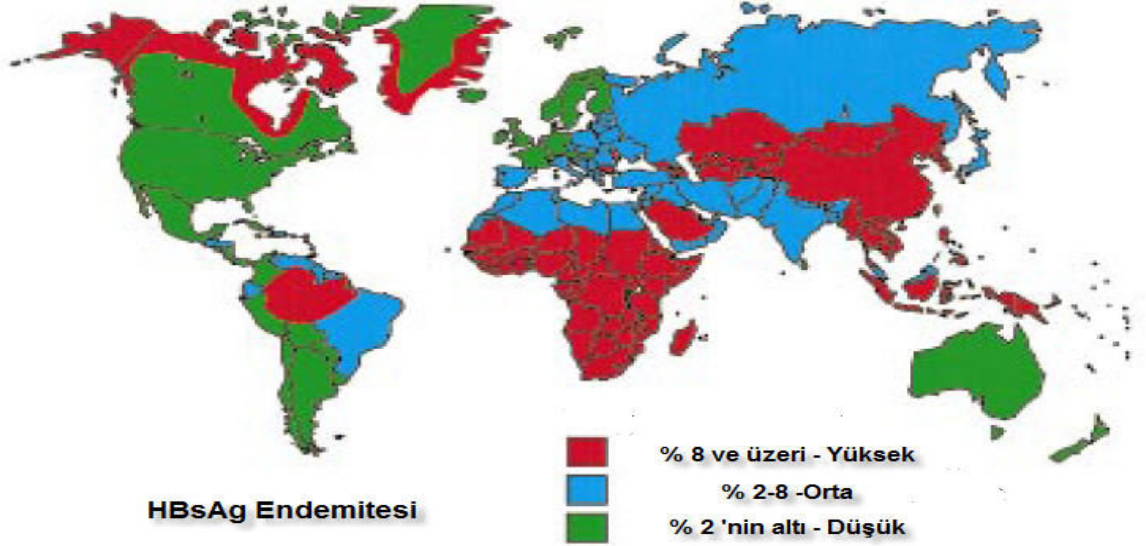 % 8 ve üzeri - Yüksek
% 2-8 -Orta
HBsAg Endemitesi
% 2 'nin altı - Düşük